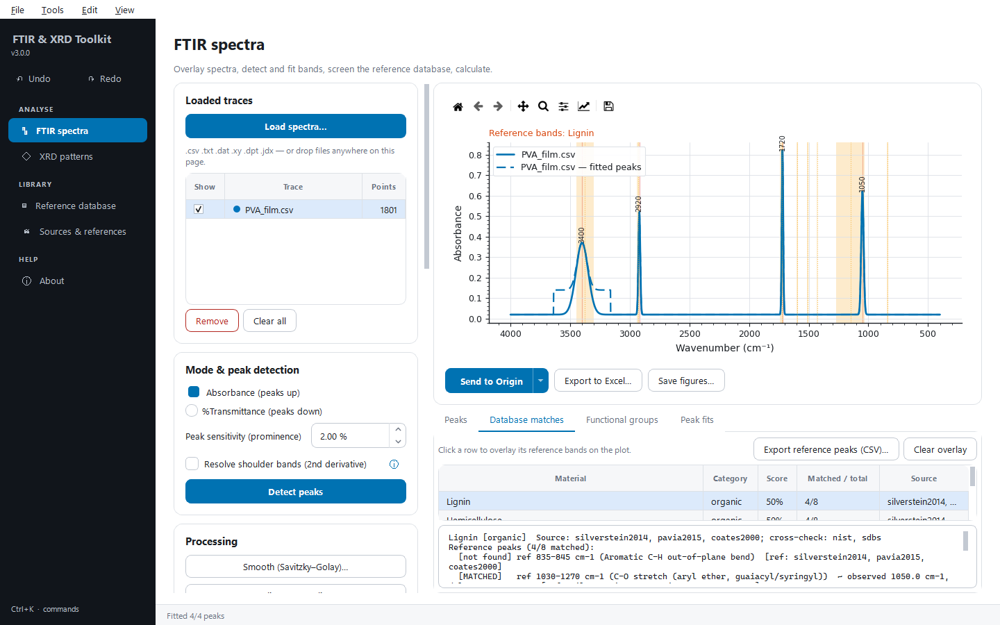 File Tools Edit View
FTIR & XRD Toolkit
v3.0.0
Undo Redo
ANALYSE
FTIR spectra
XRD patterns
LIBRARY
Reference database
Sources & references
HELP
About
Ctrl+K · commands
FTIR spectra
Overlay spectra, detect and fit bands, screen the reference database, calculate.
Loaded traces
Load spectra...
.csv .txt .dat .xy .dpt .jdx — or drop files anywhere on this
page.
Show Trace Points
PVA_film.csv 1801
Remove Clear all
Mode & peak detection
Absorbance (peaks up)
%Transmittance (peaks down)
Peak sensitivity (prominence) 2.00 %
Resolve shoulder bands (2nd derivative)
Detect peaks
Processing
Smooth (Savitzky–Golay)...
Reference bands: Lignin
PVA_film.csv
PVA_film.csv — fitted peaks
3400
2920
1720
1050
0.8
0.7
0.6
0.5
0.4
0.3
0.2
0.1
0.0
Absorbance
4000 3500 3000 2500 2000 1500 1000 500
Wavenumber (cm⁻¹)
Send to Origin Export to Excel... Save figures...
Peaks Database matches Functional groups Peak fits
Click a row to overlay its reference bands on the plot. Export reference peaks (CSV)... Clear overlay
Material Category Score Matched / total Source
Lignin organic 50% 4/8 silverstein2014, ...
Hemicellulose organic 50% 4/8 silverstein2014
Lignin [organic] Source: silverstein2014, pavia2015, coates2000; cross-check: nist, sdbs
Reference peaks (4/8 matched):
[not found] ref 835–845 cm-1 (Aromatic C–H out-of-plane bend) [ref: silverstein2014, pavia2015,
coates2000]
[MATCHED] ref 1030–1270 cm-1 (C–O stretch (aryl ether, guaiacyl/syringyl)) ~ observed 1050.0 cm-1,
Fitted 4/4 peaks